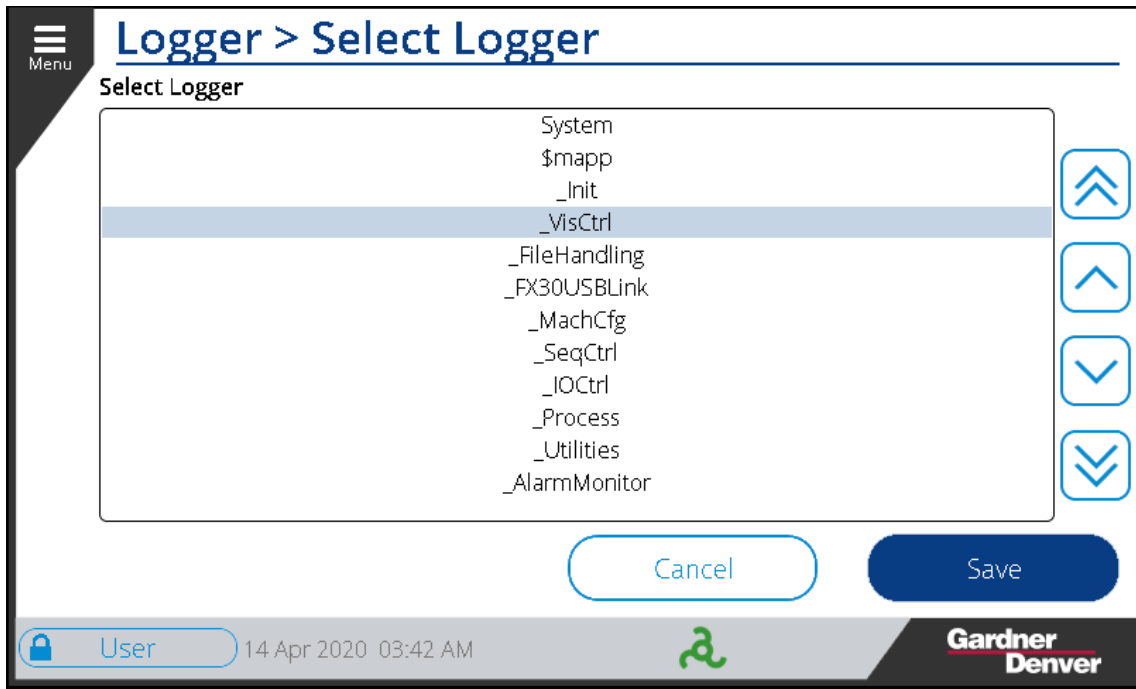 Menu
Logger > Select Logger
Select Logger
System
$mapp
_Init
_VisCtrl
_FileHandling
_FX30USBLink
_MachCfg
_SeqCtrl
_IOCtrl
_Process
_Utilities
_AlarmMonitor
Cancel
Save
User
14 Apr 2020 03:42 AM
Gardner
Denver